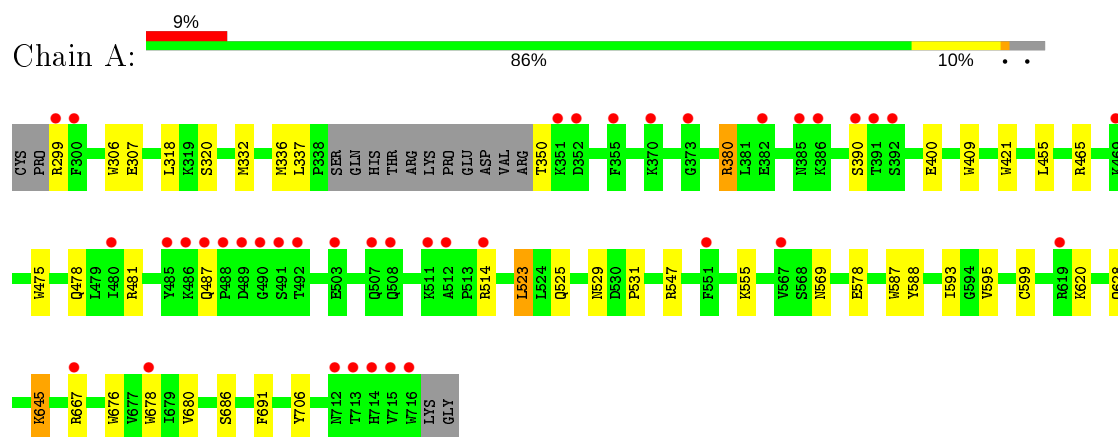 9%
Chain A:
86% 10% • •
CYS PRO R299 F300 W306 E307 L318 K319 S320 M332 M336 L337 P338 SER GLN HIS THR ARG LYS PRO GLU ASP VAL ARG T350 K351 D352 F355 K370 G373 R380 L381 E382 N385 K386 S390 T391 S392 E400 W409 W421 L455 R465 K469
W475 Q478 L479 I480 R481 Y485 K486 Q487 P488 D489 G490 S491 T492 E503 Q507 Q508 K511 A512 P513 R514 L523 L524 Q525 N529 D530 P531 R547 F551 K555 V567 S568 N569 E578 W587 Y588 I593 G594 V595 C599 R619 K620
K645 R667 W676 V677 W678 I679 V680 S686 F691 Y706 N712 T713 H714 V715 W716 LYS GLY